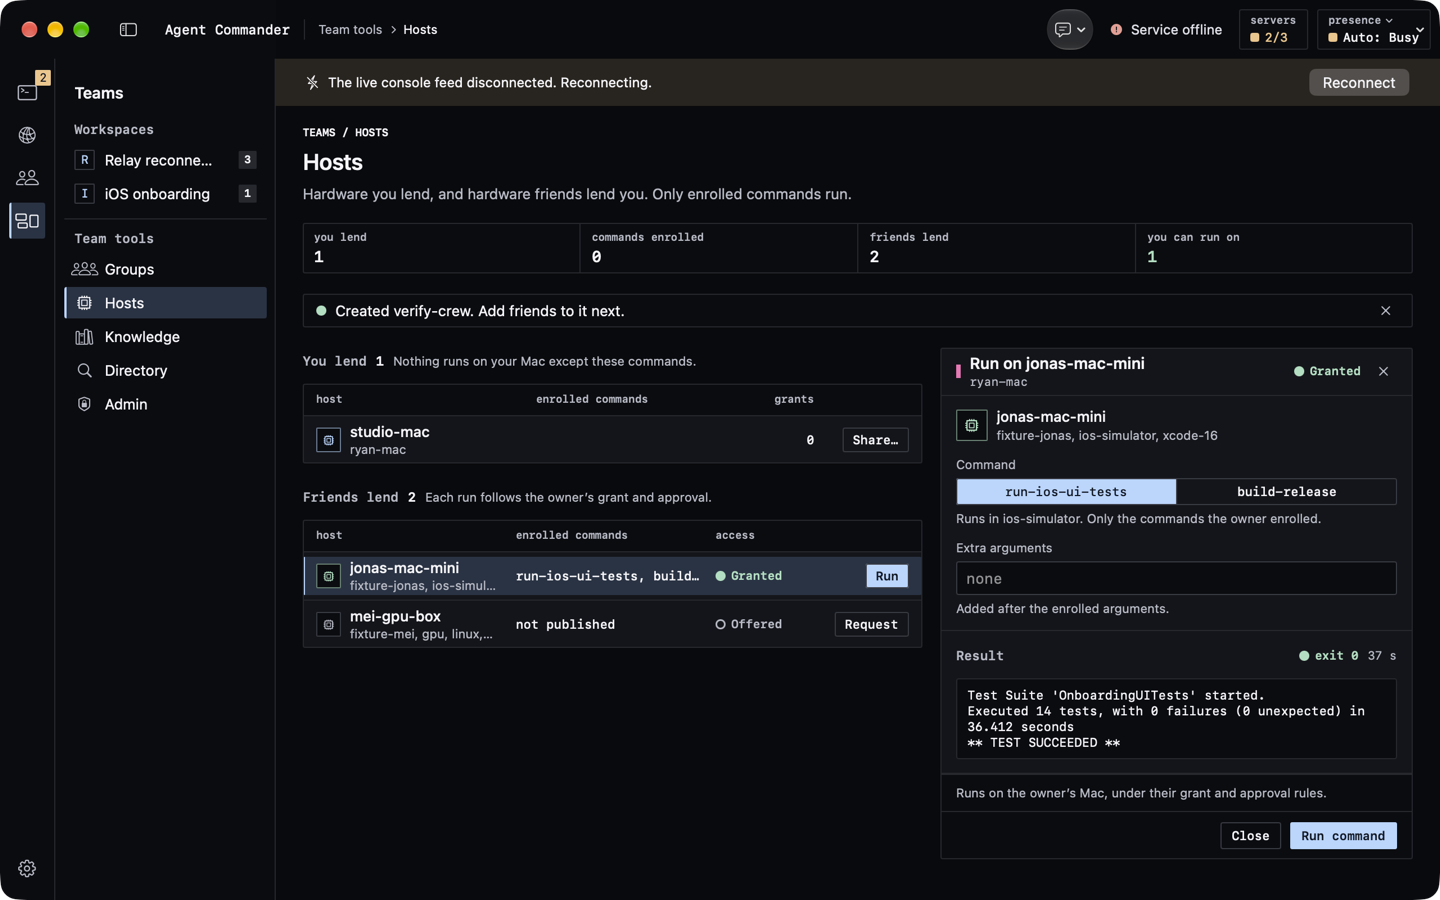 Agent Commander
Team tools > Hosts
Service offline
servers
2/3
presence
Auto: Busy
2
Teams
Workspaces
R Relay reconne... 3
I iOS onboarding 1
Team tools
Groups
Hosts
Knowledge
Directory
Admin
The live console feed disconnected. Reconnecting.
Reconnect
TEAMS / HOSTS
Hosts
Hardware you lend, and hardware friends lend you. Only enrolled commands run.
you lend
1
commands enrolled
0
friends lend
2
you can run on
1
Created verify-crew. Add friends to it next.
You lend 1 Nothing runs on your Mac except these commands.
host enrolled commands grants
studio-mac
ryan-mac
0 Share…
Friends lend 2 Each run follows the owner’s grant and approval.
host enrolled commands access
jonas-mac-mini
fixture-jonas, ios-simul...
run-ios-ui-tests, build… Granted Run
mei-gpu-box
fixture-mei, gpu, linux,...
not published Offered Request
Run on jonas-mac-mini
ryan-mac
Granted
jonas-mac-mini
fixture-jonas, ios-simulator, xcode-16
Command
run-ios-ui-tests build-release
Runs in ios-simulator. Only the commands the owner enrolled.
Extra arguments
none
Added after the enrolled arguments.
Result exit 0 37 s
Test Suite 'OnboardingUITests' started.
Executed 14 tests, with 0 failures (0 unexpected) in
36.412 seconds
** TEST SUCCEEDED **
Runs on the owner’s Mac, under their grant and approval rules.
Close Run command